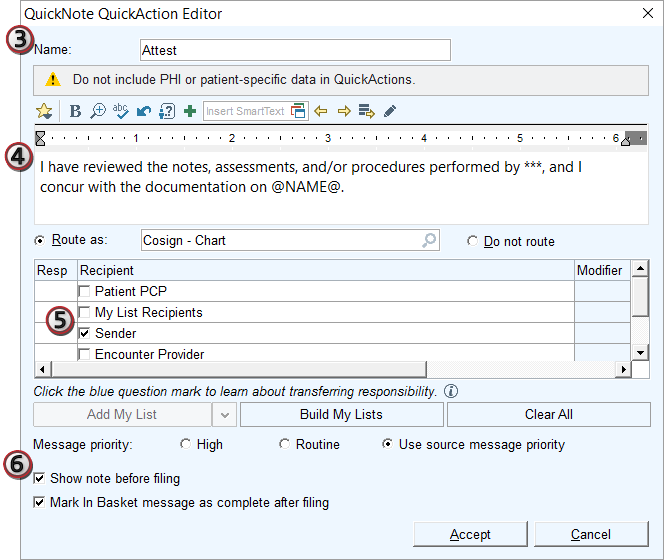 QuickNote QuickAction Editor
3
Name:
Attest
Do not include PHI or patient-specific data in QuickActions.
B
abc
Insert SmartText
1 2 3 4 5 6
4
I have reviewed the notes, assessments, and/or procedures performed by ***, and I
concur with the documentation on @NAME@.
Route as:
Cosign - Chart
Do not route
Resp Recipient Modifier
Patient PCP
My List Recipients
5
Sender
Encounter Provider
Click the blue question mark to learn about transferring responsibility.
Add My List Build My Lists Clear All
Message priority: High Routine Use source message priority
6
Show note before filing
Mark In Basket message as complete after filing
Accept Cancel